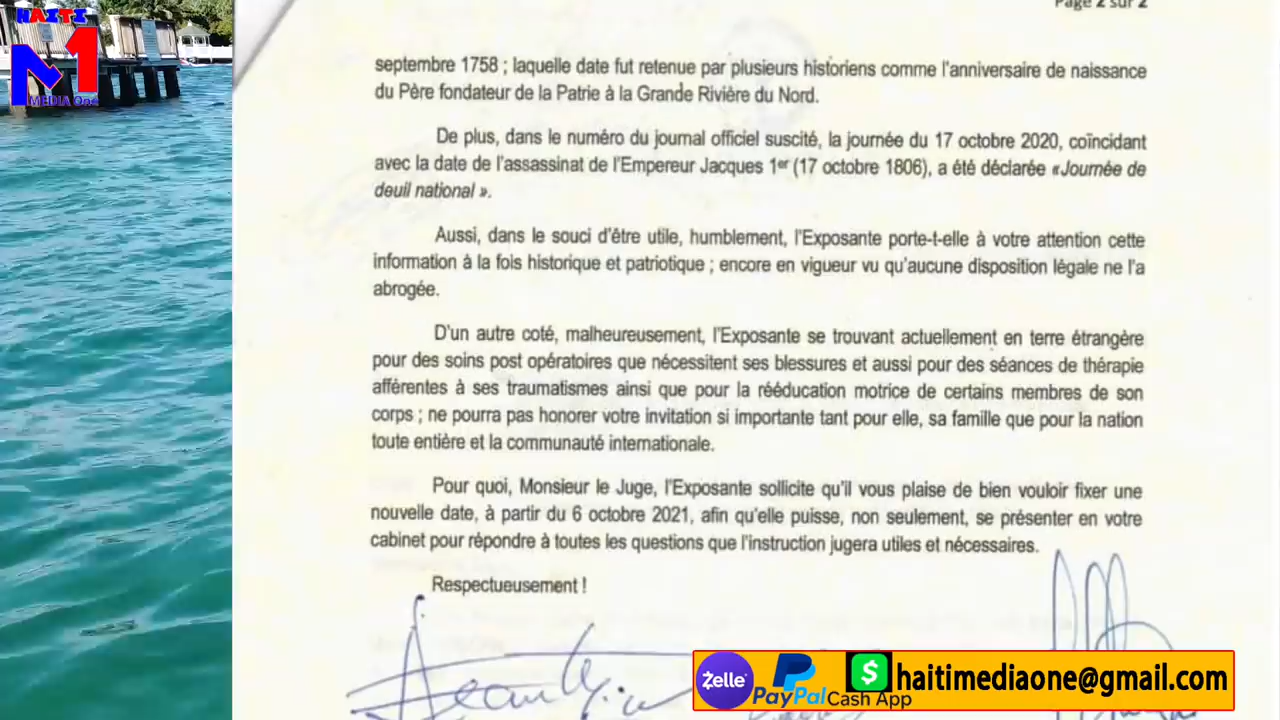 HAITI
M1
MEDIA One
Page 2 sur 2
septembre 1758 ; laquelle date fut retenue par plusieurs historiens comme l'anniversaire de naissance
du Père fondateur de la Patrie à la Grande Rivière du Nord.
De plus, dans le numéro du journal officiel suscité, la journée du 17 octobre 2020, coïncidant
avec la date de l'assassinat de l'Empereur Jacques 1er (17 octobre 1806), a été déclarée «Journée de
deuil national ».
Aussi, dans le souci d'être utile, humblement, l'Exposante porte-t-elle à votre attention cette
information à la fois historique et patriotique ; encore en vigueur vu qu'aucune disposition légale ne l'a
abrogée.
D'un autre coté, malheureusement, l'Exposante se trouvant actuellement en terre étrangère
pour des soins post opératoires que nécessitent ses blessures et aussi pour des séances de thérapie
afférentes à ses traumatismes ainsi que pour la rééducation motrice de certains membres de son
corps ; ne pourra pas honorer votre invitation si importante tant pour elle, sa famille que pour la nation
toute entière et la communauté internationale.
Pour quoi, Monsieur le Juge, l'Exposante sollicite qu'il vous plaise de bien vouloir fixer une
nouvelle date, à partir du 6 octobre 2021, afin qu'elle puisse, non seulement, se présenter en votre
cabinet pour répondre à toutes les questions que l'instruction jugera utiles et nécessaires.
Respectueusement !
Zelle
PayPal
$
Cash App
haitimediaone@gmail.com